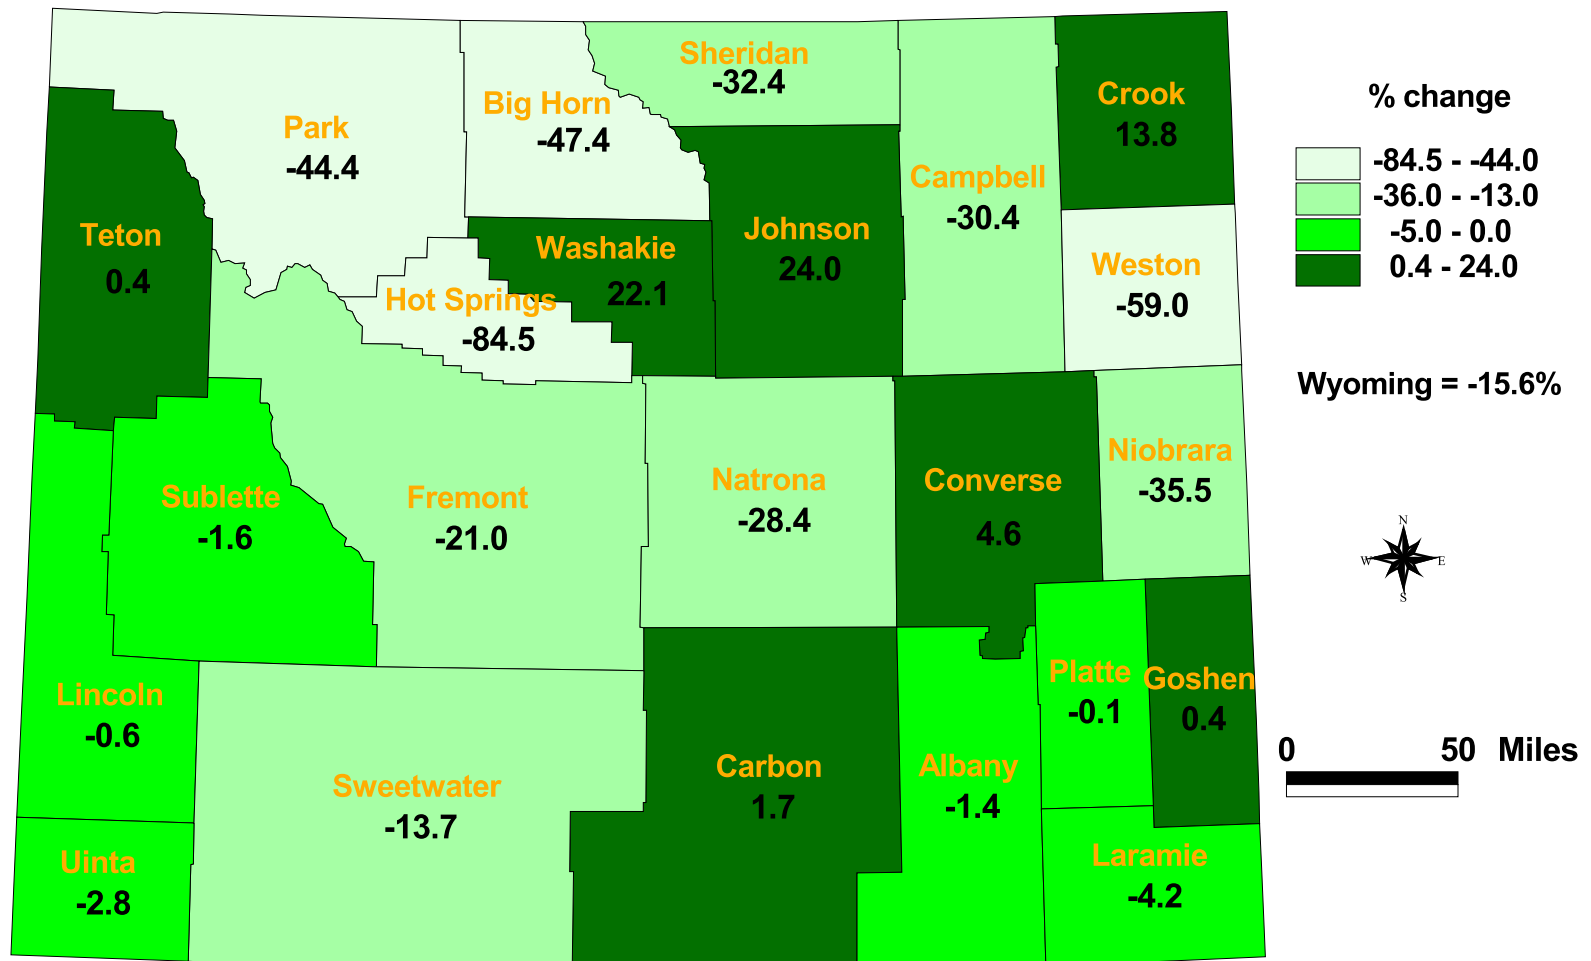 Sheridan
-32.4
Crook
13.8
Big Horn
-47.4
Park
-44.4
Campbell
-30.4
Teton
0.4
Washakie
22.1
Johnson
24.0
Weston
-59.0
Hot Springs
-84.5
Sublette
-1.6
Fremont
-21.0
Natrona
-28.4
Converse
4.6
Niobrara
-35.5
Lincoln
-0.6
Platte
-0.1
Goshen
0.4
Sweetwater
-13.7
Carbon
1.7
Albany
-1.4
Uinta
-2.8
Laramie
-4.2
% change
-84.5 - -44.0
-36.0 - -13.0
-5.0 - 0.0
0.4 - 24.0
Wyoming = -15.6%
N
W E
S
0 50 Miles